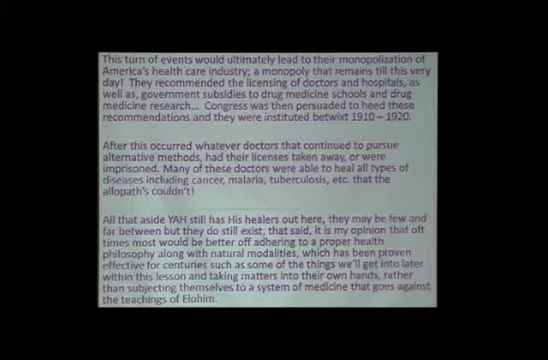 This turn of events would ultimately lead to their monopolization of
America's health care industry; a monopoly that remains till this very
day! They recommended the licensing of doctors and hospitals, as
well as, government subsidies to drug medicine schools and drug
medicine research... Congress was then persuaded to heed these
recommendations and they were instituted betwixt 1910 – 1920.
After this occurred whatever doctors that continued to pursue
alternative methods, had their licenses taken away, or were
imprisoned. Many of these doctors were able to heal all types of
diseases including cancer, malaria, tuberculosis, etc. that the
allopath's couldn't!
All that aside YAH still has His healers out here, they may be few and
far between but they do still exist; that said, it is my opinion that oft
times most would be better off adhering to a proper health
philosophy along with natural modalities, which has been proven
effective for centuries such as some of the things we'll get into later
within this lesson and taking matters into their own hands, rather
than subjecting themselves to a system of medicine that goes against
the teachings of Elohim.